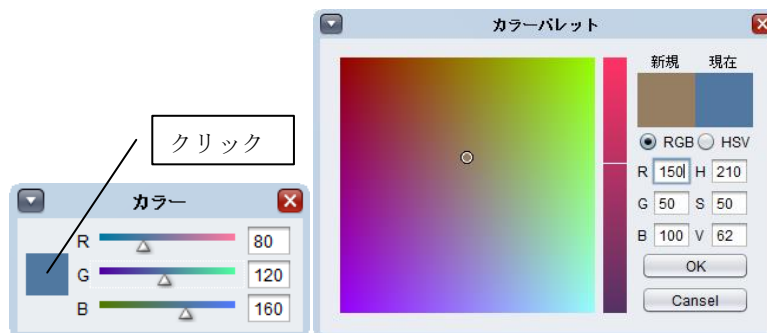 カラーパレット
新規 現在
クリック
RGB HSV
R 150 H 210
G 50 S 50
B 100 V 62
OK
Cansel
カラー
R 80
G 120
B 160